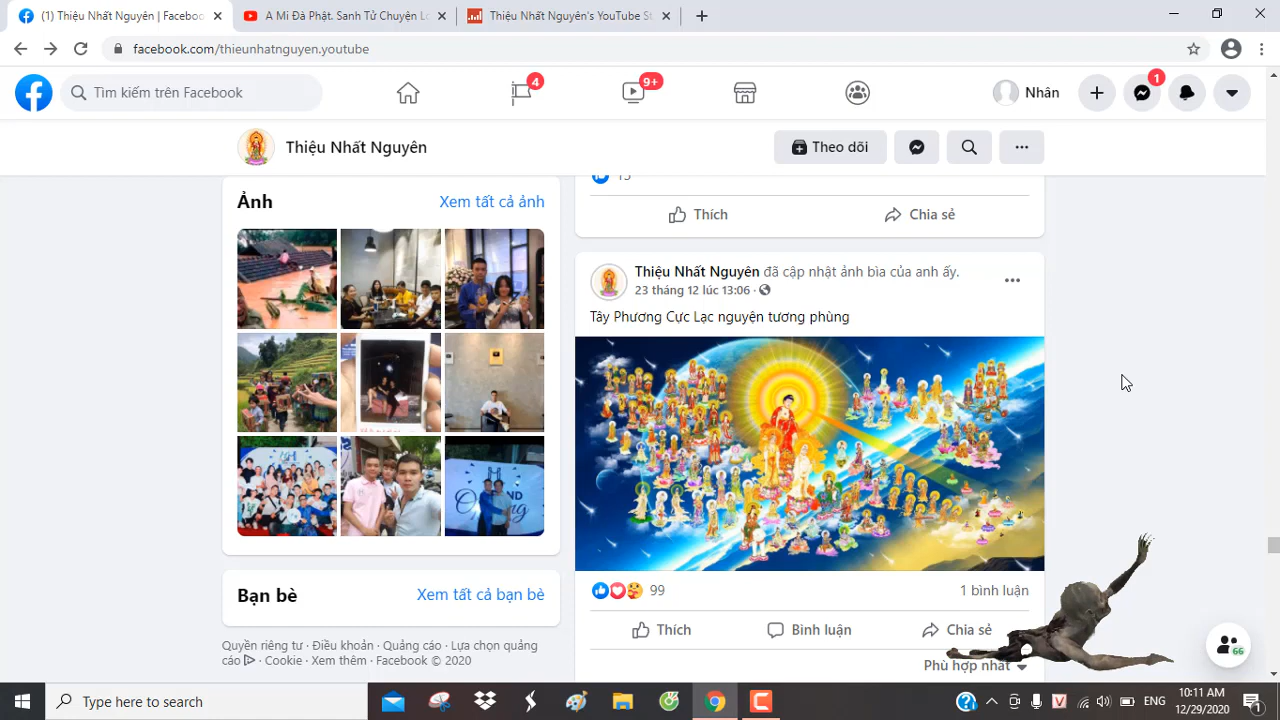 (1) Thiệu Nhất Nguyên | Faceboo
A Mi Đà Phật. Sanh Tử Chuyện Lớ
Thiệu Nhất Nguyên's YouTube St
facebook.com/thieunhatnguyen.youtube
Tìm kiếm trên Facebook
4
9+
Nhân
1
Thiệu Nhất Nguyên
Theo dõi
Ảnh
Xem tất cả ảnh
Bạn bè
Xem tất cả bạn bè
Quyền riêng tư · Điều khoản · Quảng cáo · Lựa chọn quảng
cáo · Cookie · Xem thêm · Facebook © 2020
15
Thích
Chia sẻ
Thiệu Nhất Nguyên đã cập nhật ảnh bìa của anh ấy.
23 tháng 12 lúc 13:06 ·
Tây Phương Cực Lạc nguyện tương phùng
99
1 bình luận
Thích
Bình luận
Chia sẻ
Phù hợp nhất
66
Type here to search
V
ENG
10:11 AM
12/29/2020
1